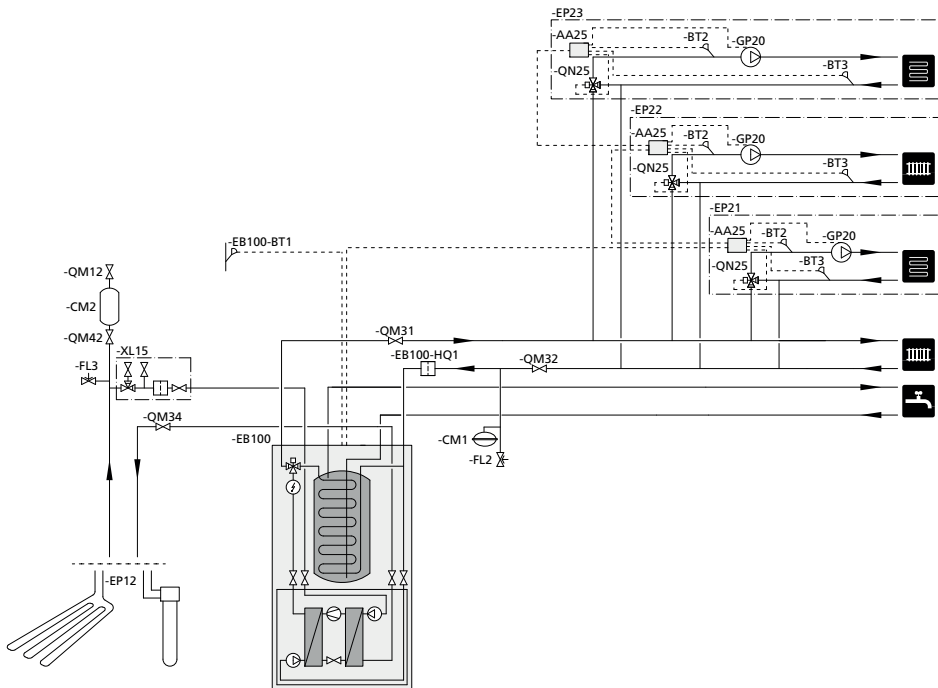 -EP23
-AA25
-BT2
-GP20
-QN25
-BT3
-EP22
-AA25
-BT2
-GP20
-QN25
-BT3
-EP21
-AA25
-BT2
-GP20
-QN25
-BT3
-EB100-BT1
-QM12
-CM2
-QM42
-QM31
-XL15
-EB100-HQ1
-QM32
-FL3
-QM34
-EB100
-CM1
-FL2
-EP12